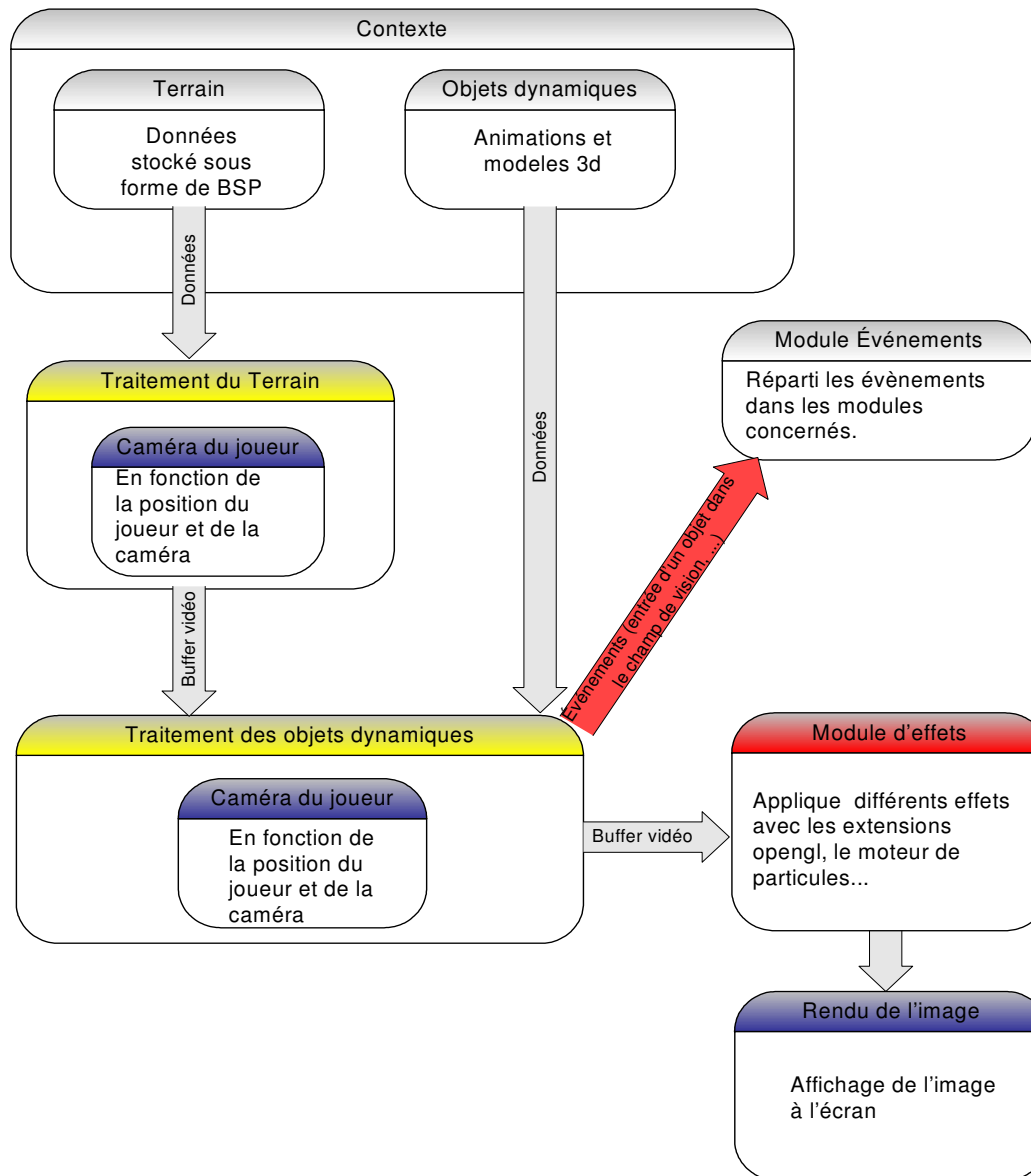 Contexte
Terrain
Données
stocké sous
forme de BSP
Objets dynamiques
Animations et
modeles 3d
Données
Données
Module Événements
Réparti les évènements
dans les modules
concernés.
Traitement du Terrain
Caméra du joueur
En fonction de
la position du
joueur et de la
caméra
Buffer vidéo
Événements (entrée d'un objet dans
le champ de vision, ...)
Traitement des objets dynamiques
Caméra du joueur
En fonction de
la position du
joueur et de la
caméra
Buffer vidéo
Module d'effets
Applique différents effets
avec les extensions
opengl, le moteur de
particules...
Rendu de l'image
Affichage de l'image
à l'écran